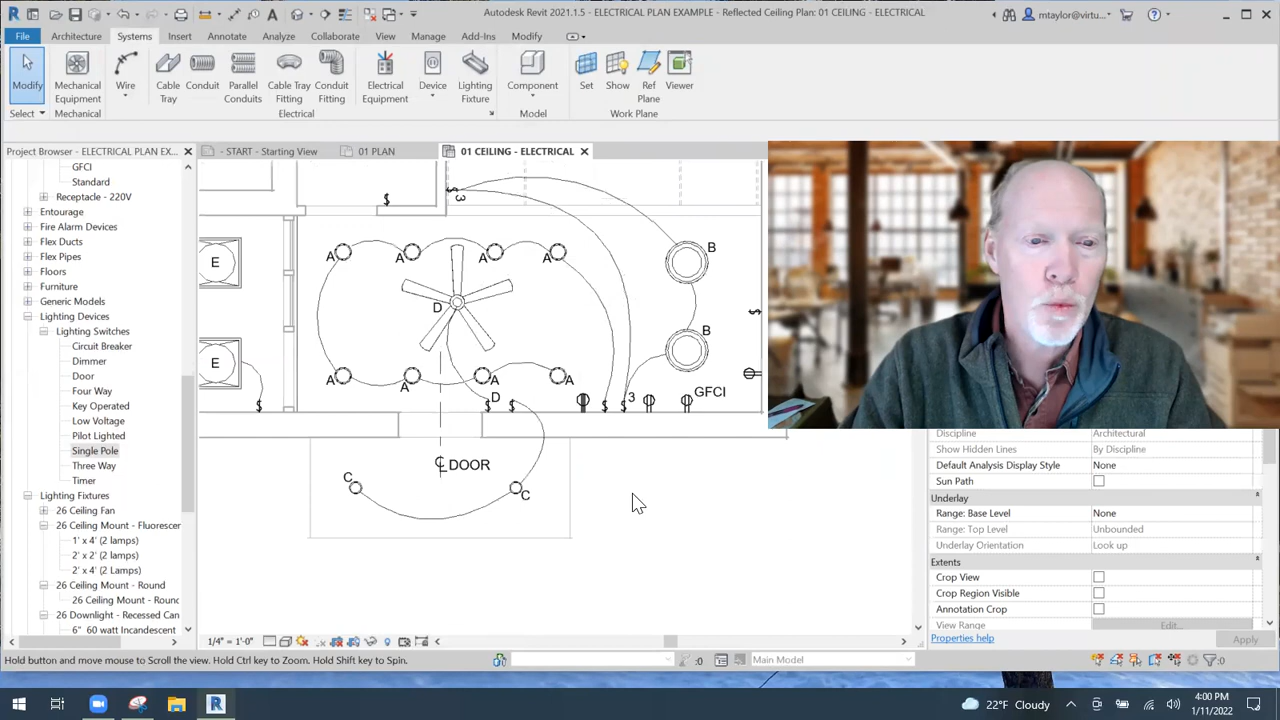 Autodesk Revit 2021.1.5 - ELECTRICAL PLAN EXAMPLE - Reflected Ceiling Plan: 01 CEILING - ELECTRICAL
mtaylor@virtu...
File Architecture Systems Insert Annotate Analyze Collaborate View Manage Add-Ins Modify
Modify
Mechanical Equipment
Wire
Cable Tray
Conduit
Parallel Conduits
Cable Tray Fitting
Conduit Fitting
Electrical Equipment
Device
Lighting Fixture
Component
Set
Show
Ref Plane
Viewer
Select Mechanical Electrical Model Work Plane
Project Browser - ELECTRICAL PLAN EX...
- START - Starting View
01 PLAN
01 CEILING - ELECTRICAL
GFCI
Standard
Receptacle - 220V
Entourage
Fire Alarm Devices
Flex Ducts
Flex Pipes
Floors
Furniture
Generic Models
Lighting Devices
Lighting Switches
Circuit Breaker
Dimmer
Door
Four Way
Key Operated
Low Voltage
Pilot Lighted
Single Pole
Three Way
Timer
Lighting Fixtures
26 Ceiling Fan
26 Ceiling Mount - Fluorescer
1' x 4' (2 lamps)
2' x 2' (2 lamps)
2' x 4' (2 lamps)
26 Ceiling Mount - Round
26 Ceiling Mount - Round
26 Downlight - Recessed Can
6" 60 watt Incandescent
$ $ 3
E A A A A B
D
E A A A A B
$ $ D $ $ $ 3 GFCI $
℄ DOOR
C C
Discipline Architectural
Show Hidden Lines By Discipline
Default Analysis Display Style None
Sun Path
Underlay
Range: Base Level None
Range: Top Level Unbounded
Underlay Orientation Look up
Extents
Crop View
Crop Region Visible
Annotation Crop
View Range Edit...
Properties help Apply
1/4" = 1'-0"
Hold button and move mouse to Scroll the view. Hold Ctrl key to Zoom. Hold Shift key to Spin.
:0
Main Model
:0
22°F Cloudy
4:00 PM
1/11/2022